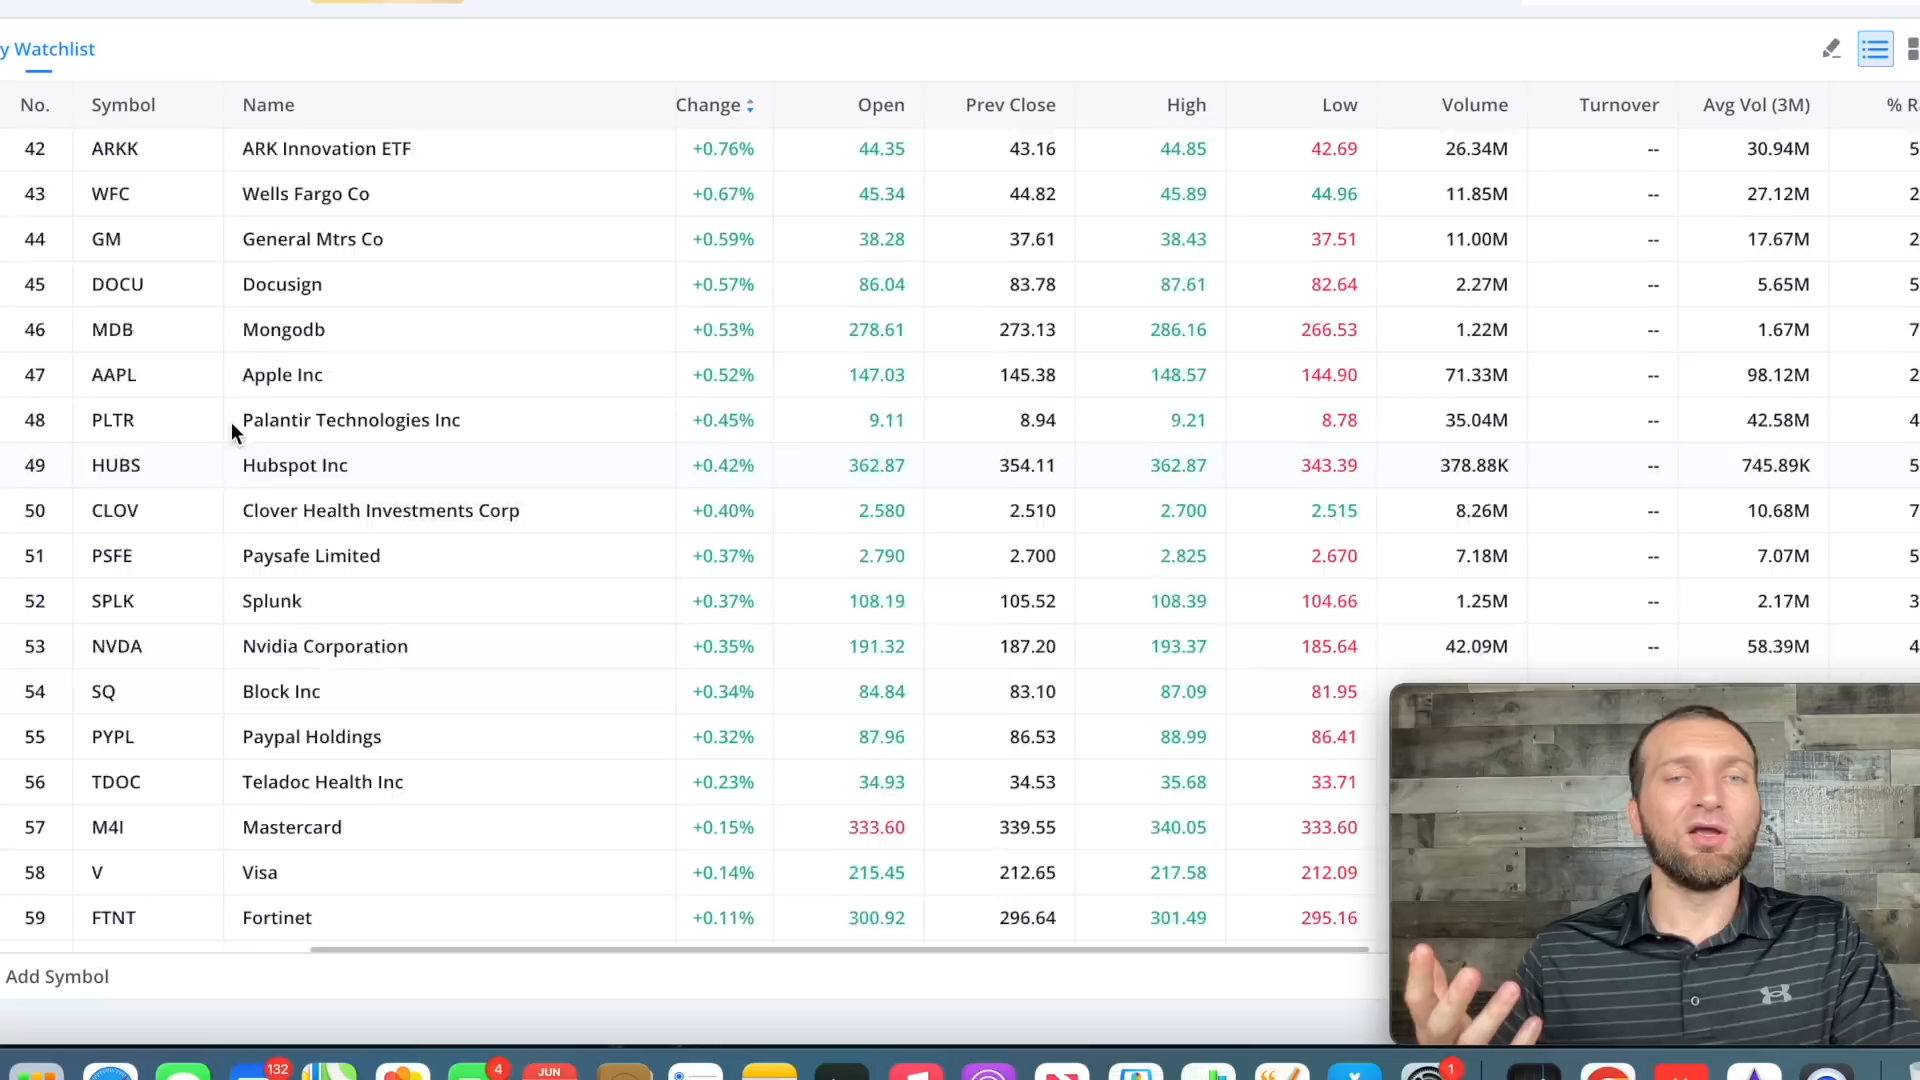 y Watchlist
No. Symbol Name Change Open Prev Close High Low Volume Turnover Avg Vol (3M) % R
42 ARKK ARK Innovation ETF +0.76% 44.35 43.16 44.85 42.69 26.34M -- 30.94M 5
43 WFC Wells Fargo Co +0.67% 45.34 44.82 45.89 44.96 11.85M -- 27.12M 2
44 GM General Mtrs Co +0.59% 38.28 37.61 38.43 37.51 11.00M -- 17.67M 2
45 DOCU Docusign +0.57% 86.04 83.78 87.61 82.64 2.27M -- 5.65M 5
46 MDB Mongodb +0.53% 278.61 273.13 286.16 266.53 1.22M -- 1.67M 7
47 AAPL Apple Inc +0.52% 147.03 145.38 148.57 144.90 71.33M -- 98.12M 2
48 PLTR Palantir Technologies Inc +0.45% 9.11 8.94 9.21 8.78 35.04M -- 42.58M 4
49 HUBS Hubspot Inc +0.42% 362.87 354.11 362.87 343.39 378.88K -- 745.89K 5
50 CLOV Clover Health Investments Corp +0.40% 2.580 2.510 2.700 2.515 8.26M -- 10.68M 7
51 PSFE Paysafe Limited +0.37% 2.790 2.700 2.825 2.670 7.18M -- 7.07M 5
52 SPLK Splunk +0.37% 108.19 105.52 108.39 104.66 1.25M -- 2.17M 3
53 NVDA Nvidia Corporation +0.35% 191.32 187.20 193.37 185.64 42.09M -- 58.39M 4
54 SQ Block Inc +0.34% 84.84 83.10 87.09 81.95
55 PYPL Paypal Holdings +0.32% 87.96 86.53 88.99 86.41
56 TDOC Teladoc Health Inc +0.23% 34.93 34.53 35.68 33.71
57 M4I Mastercard +0.15% 333.60 339.55 340.05 333.60
58 V Visa +0.14% 215.45 212.65 217.58 212.09
59 FTNT Fortinet +0.11% 300.92 296.64 301.49 295.16
Add Symbol
132 4 JUN 1